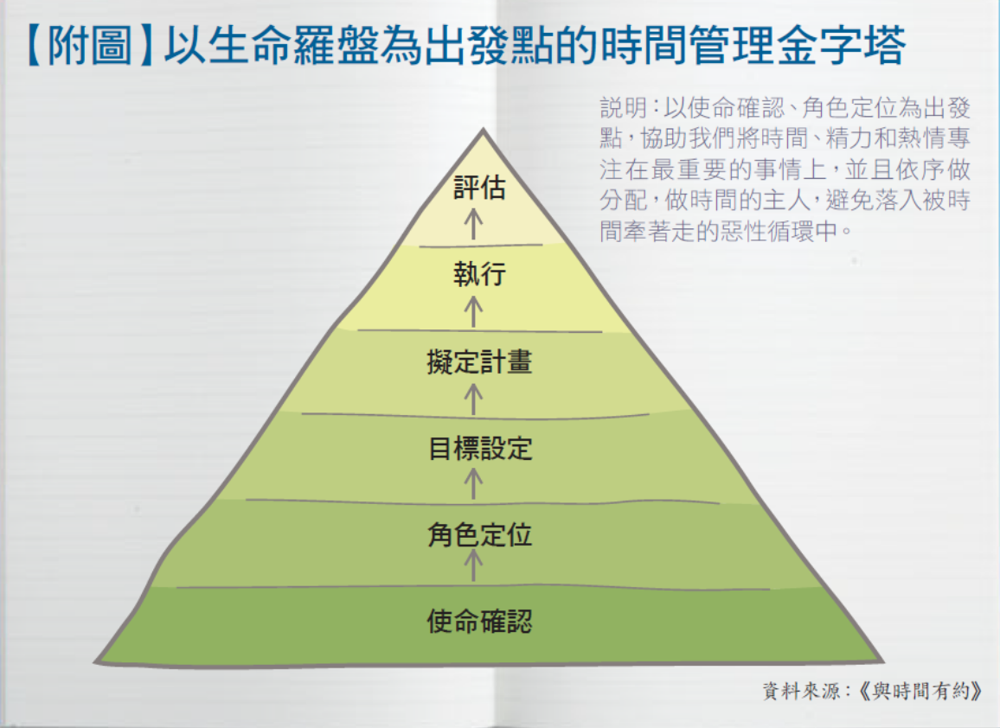 【附圖】以生命羅盤為出發點的時間管理金字塔
說明：以使命確認、角色定位為出發
點，協助我們將時間、精力和熱情專
注在最重要的事情上，並且依序做
分配，做時間的主人，避免落入被時
間牽著走的惡性循環中。
評估
執行
擬定計畫
目標設定
角色定位
使命確認
資料來源：《與時間有約》